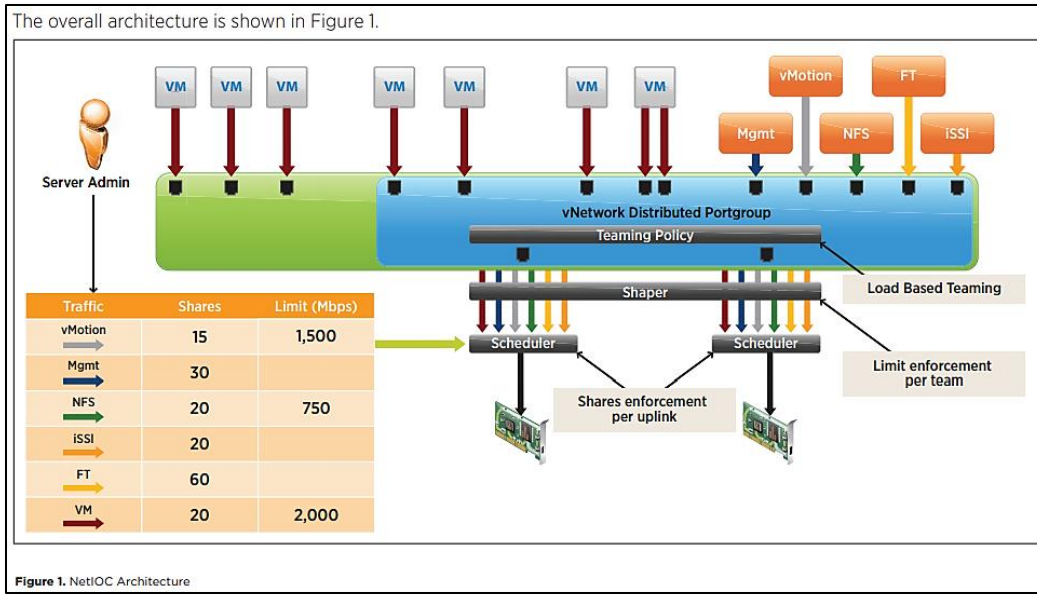 The overall architecture is shown in Figure 1.
VM VM VM VM VM VM VM
vMotion FT
Mgmt NFS iSSI
Server Admin
vNetwork Distributed Portgroup
Teaming Policy
Load Based Teaming
Shaper
Scheduler Scheduler
Limit enforcement
per team
Shares enforcement
per uplink
Traffic Shares Limit (Mbps)
vMotion 15 1,500
Mgmt 30
NFS 20 750
iSSI 20
FT 60
VM 20 2,000
Figure 1. NetIOC Architecture